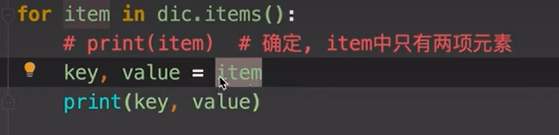 for item in dic.items():
# print(item)  # 确定, item中只有两项元素
key, value = item
print(key, value)